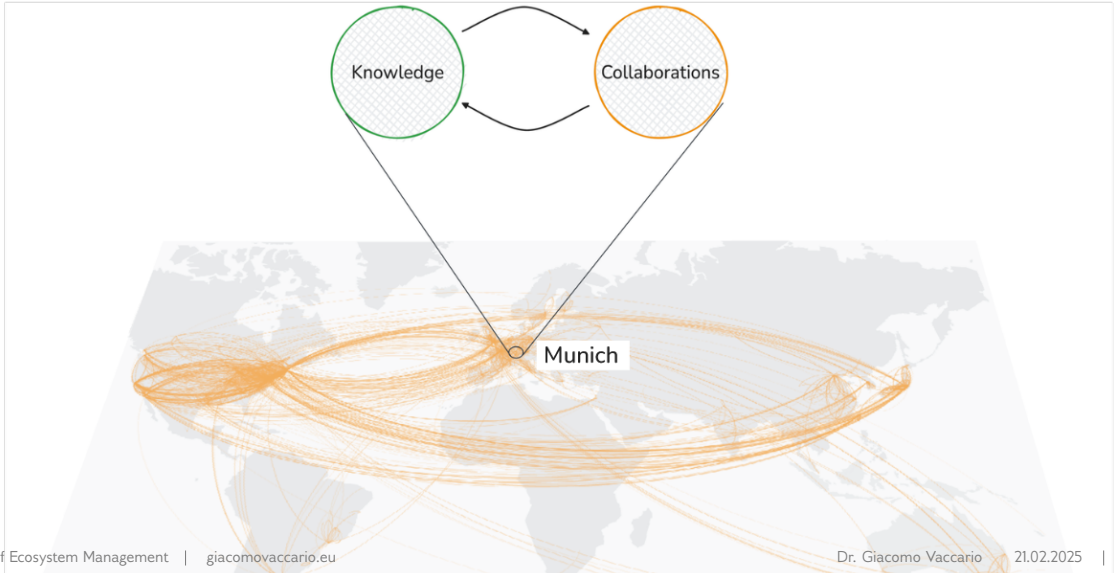 Knowledge
Collaborations
Munich
f Ecosystem Management | giacomovaccario.eu
Dr. Giacomo Vaccario 21.02.2025 |